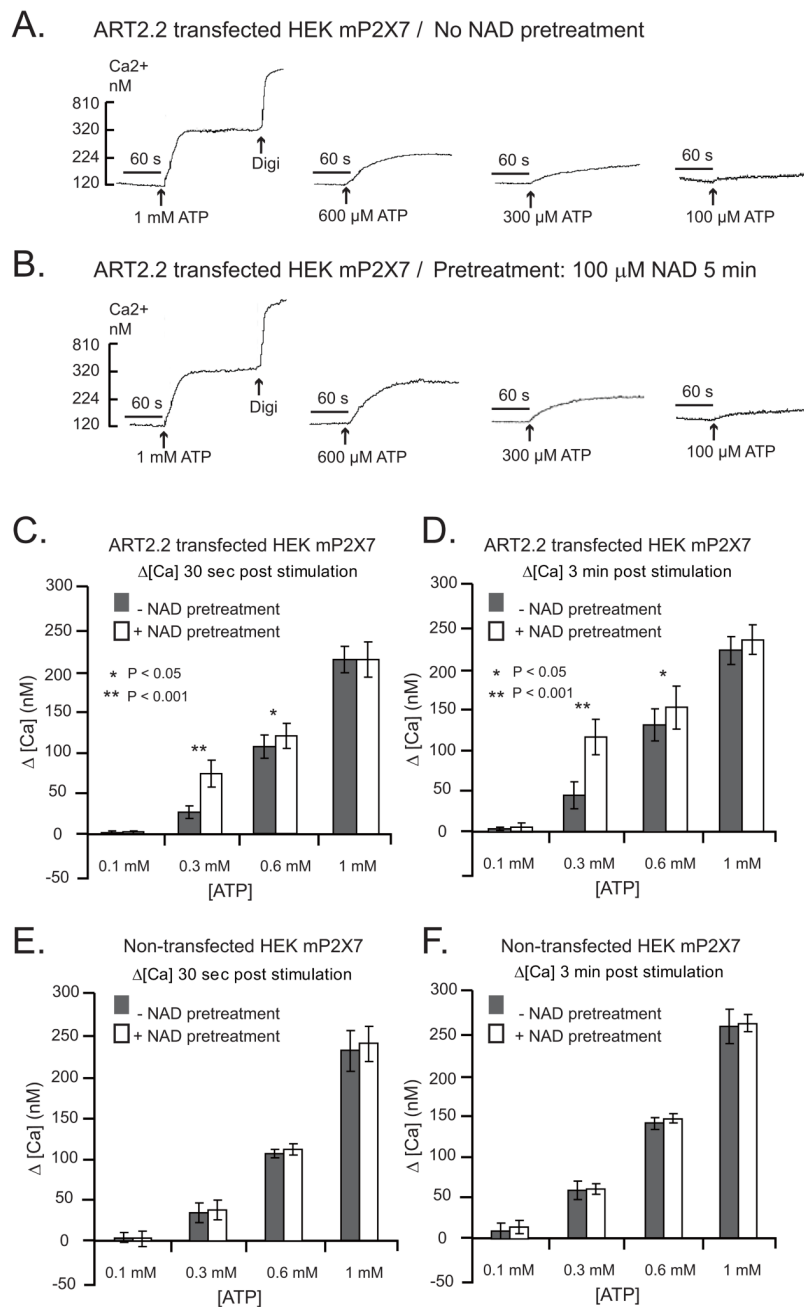 A. ART2.2 transfected HEK mP2X7 / No NAD pretreatment
Ca2+
nM
810
320
224
120
60 s
1 mM ATP
Digi
60 s
600 µM ATP
60 s
300 µM ATP
60 s
100 µM ATP
B. ART2.2 transfected HEK mP2X7 / Pretreatment: 100 µM NAD 5 min
Ca2+
nM
810
320
224
120
60 s
1 mM ATP
Digi
60 s
600 µM ATP
60 s
300 µM ATP
60 s
100 µM ATP
C. ART2.2 transfected HEK mP2X7
Δ[Ca] 30 sec post stimulation
- NAD pretreatment
+ NAD pretreatment
* P < 0.05
** P < 0.001
Δ [Ca] (nM)
300
250
200
150
100
50
0
-50
**
*
0.1 mM 0.3 mM 0.6 mM 1 mM
[ATP]
D. ART2.2 transfected HEK mP2X7
Δ[Ca] 3 min post stimulation
- NAD pretreatment
+ NAD pretreatment
* P < 0.05
** P < 0.001
Δ [Ca] (nM)
300
250
200
150
100
50
0
-50
**
*
0.1 mM 0.3 mM 0.6 mM 1 mM
[ATP]
E. Non-transfected HEK mP2X7
Δ[Ca] 30 sec post stimulation
- NAD pretreatment
+ NAD pretreatment
Δ [Ca] (nM)
300
250
200
150
100
50
0
-50
0.1 mM 0.3 mM 0.6 mM 1 mM
[ATP]
F. Non-transfected HEK mP2X7
Δ[Ca] 3 min post stimulation
- NAD pretreatment
+ NAD pretreatment
Δ [Ca] (nM)
300
250
200
150
100
50
0
-50
0.1 mM 0.3 mM 0.6 mM 1 mM
[ATP]